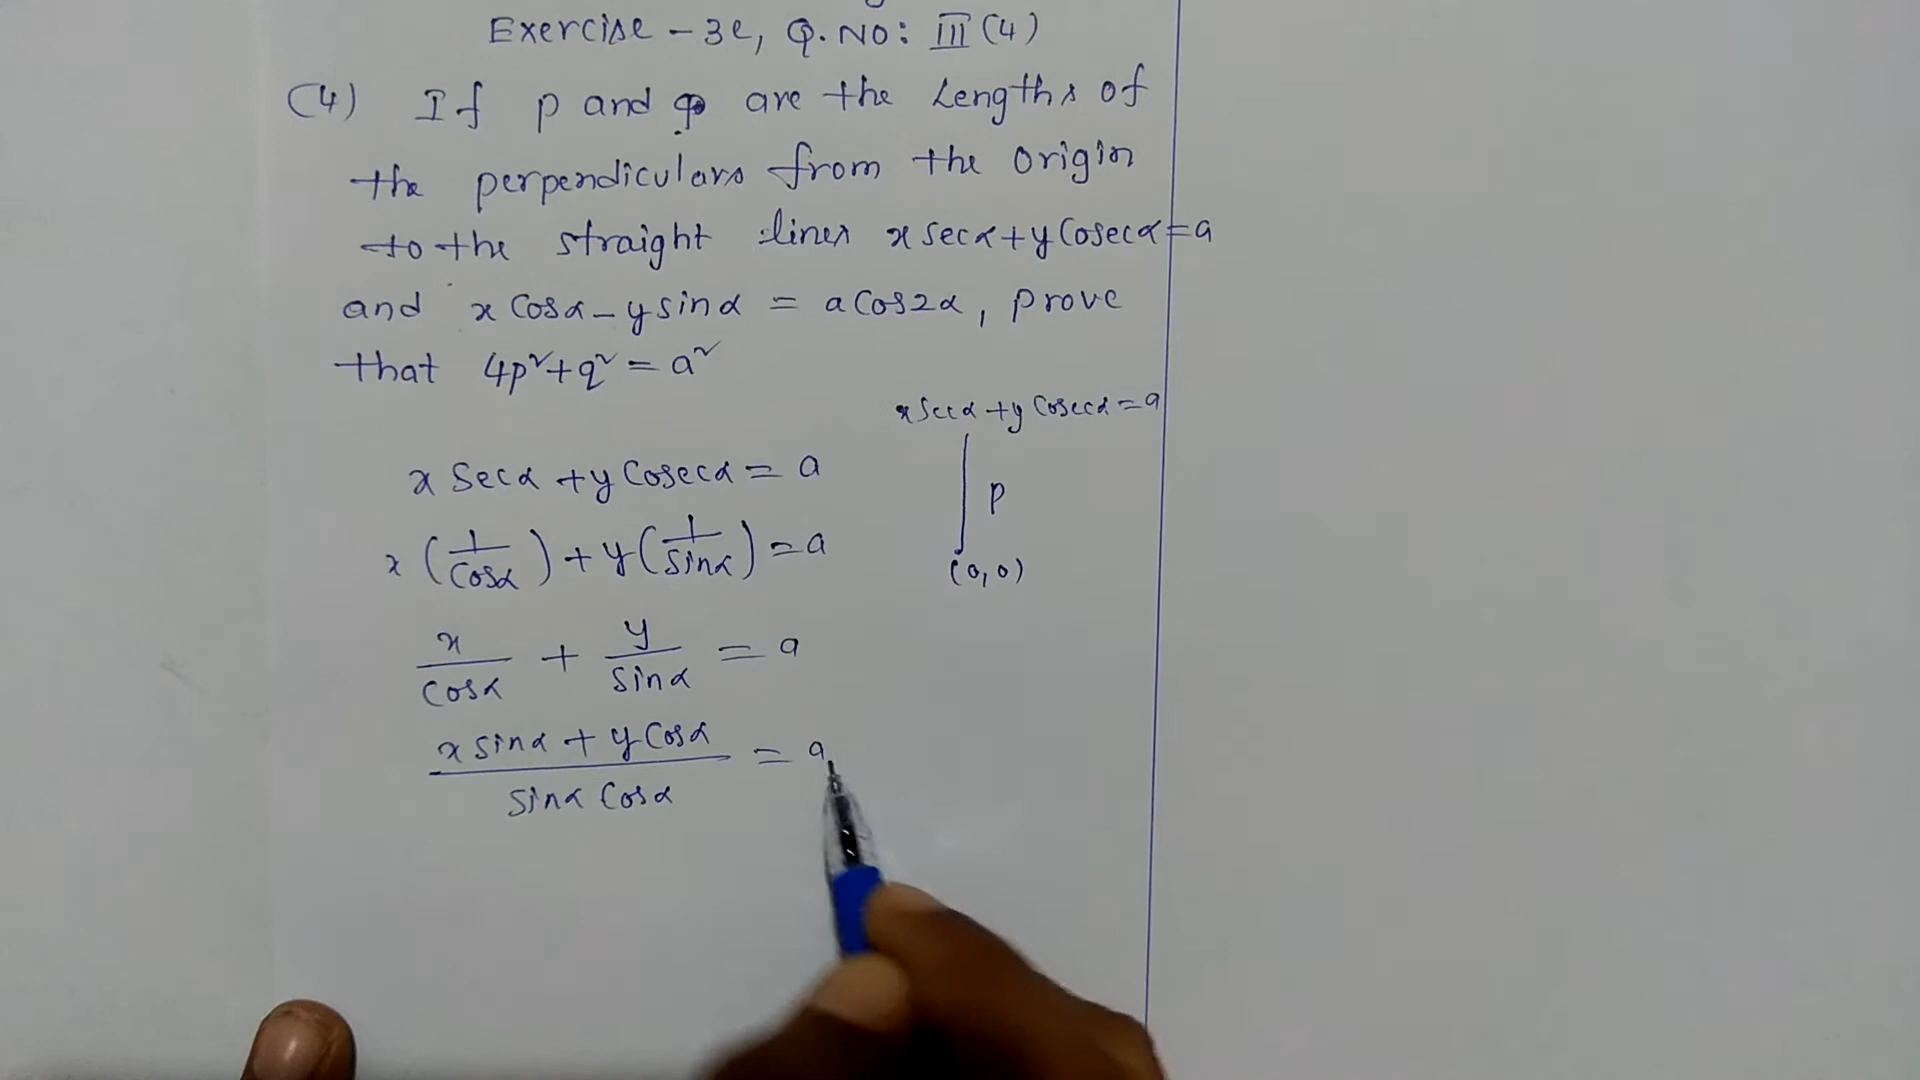 Exercise - 3e, Q.NO: III (4)
(4) If p and q are the Lengths of
the perpendiculars from the origin
to the straight lines x secα + y Cosecα = a
and x Cosα - y sinα = a Cos2α, prove
that 4p² + q² = a²
x Secα + y Cosecα = a
x Secα + y Cosecα = a
p
x (1/Cosα) + y (1/Sinα) = a
(0,0)
x/Cosα + y/Sinα = a
x Sinα + y Cosα / Sinα Cosα = a